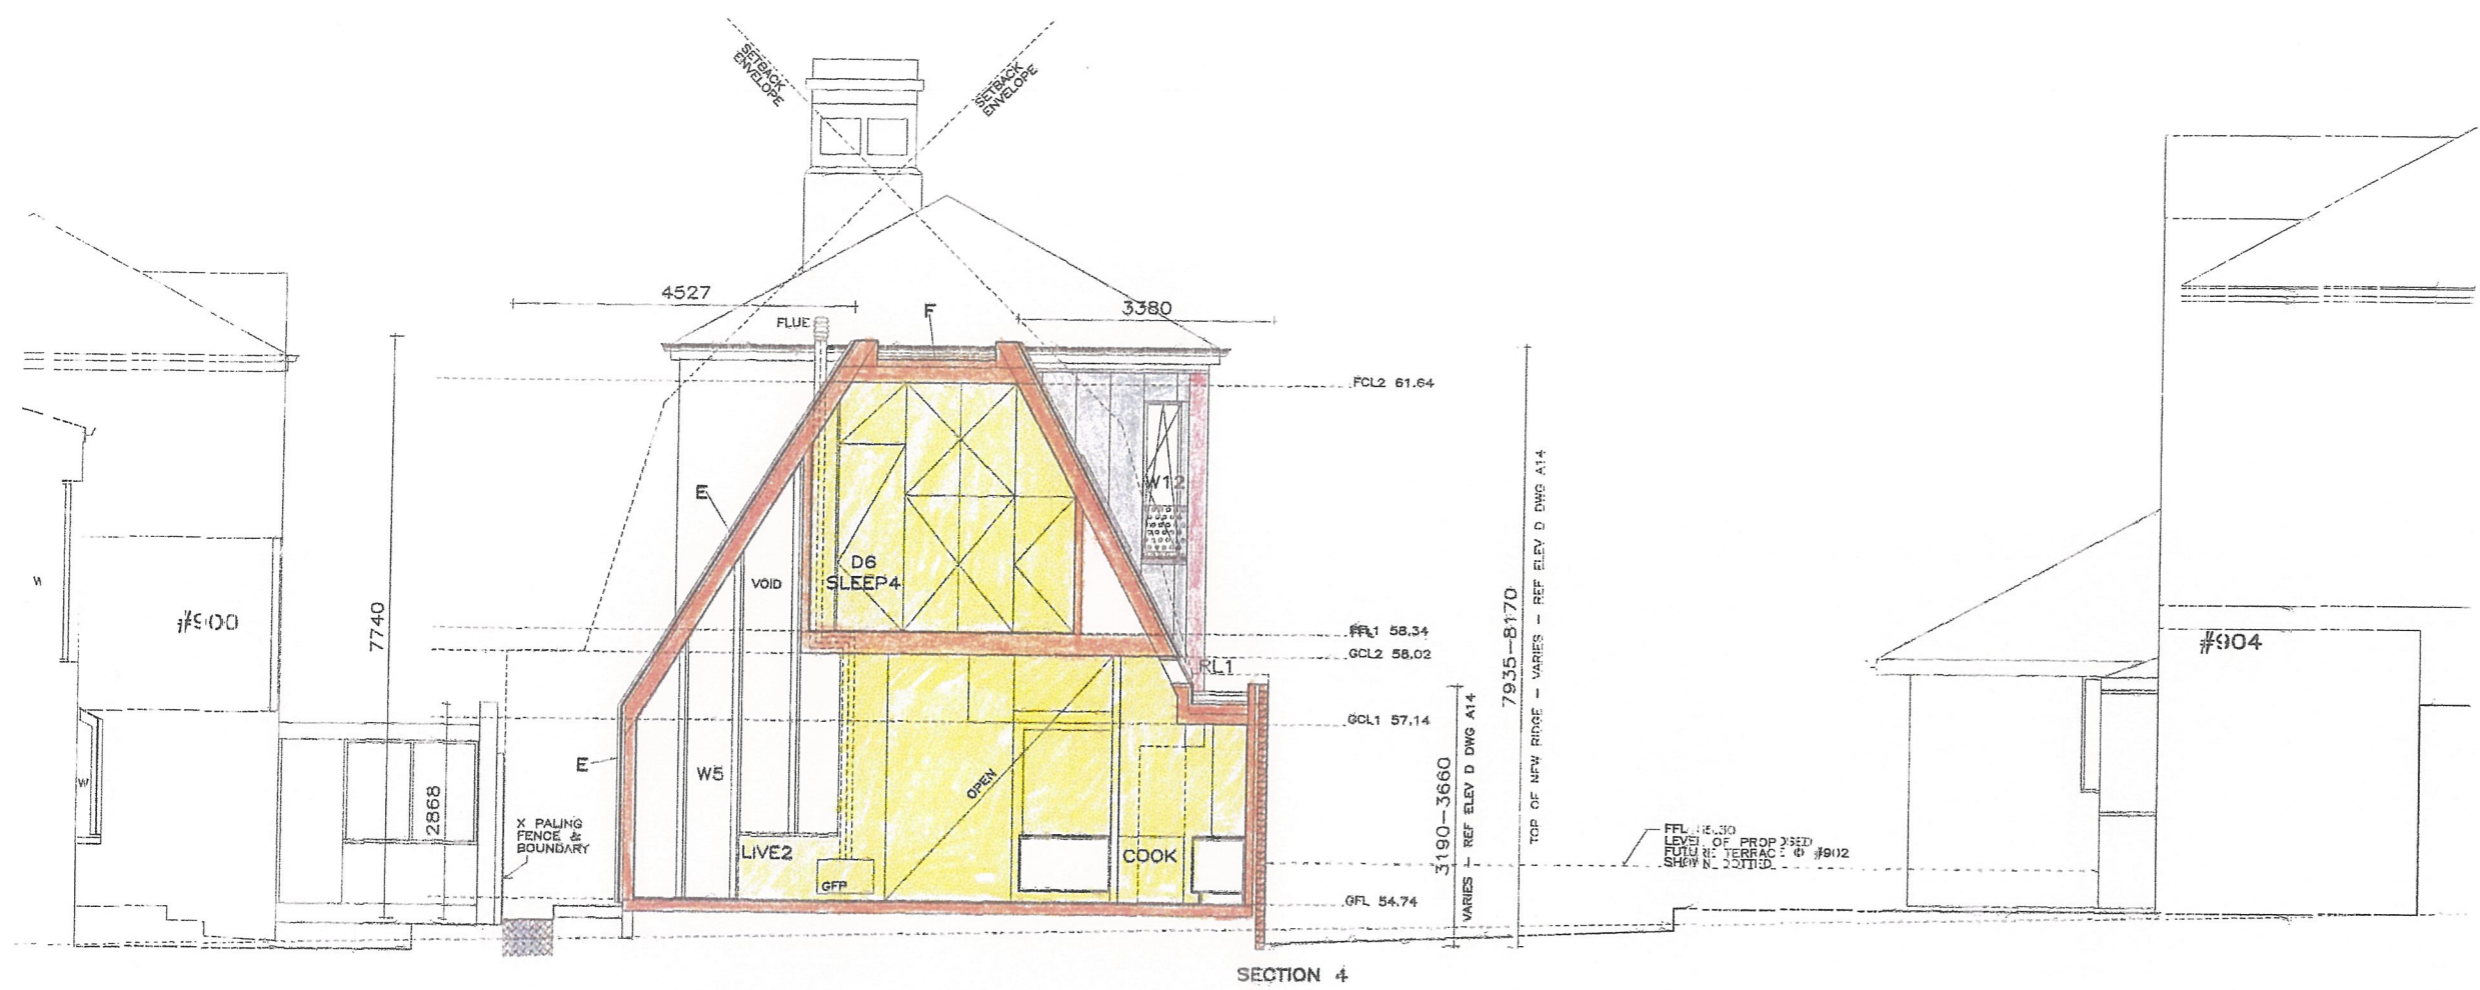 SETBACK
ENVELOPE
SETBACK
ENVELOPE
4527
3380
FLUE
F
FCL2 61.64
E
W12
D6
SLEEP4
VOID
#900
W
7740
7935-8170
TOP OF NEW RIDGE - VARIES - REF ELEV D DWG A14
FFL1 58.34
GCL2 58.02
RL1
#904
GCL1 57.14
E
W5
OPEN
W
2868
X PALING
FENCE &
BOUNDARY
LIVE2
GFP
COOK
3190-3660
VARIES - REF ELEV D DWG A14
LEVEL OF PROPOSED
FUTURE TERRACE @ #902
SHOWN DOTTED
GFL 54.74
SECTION 4